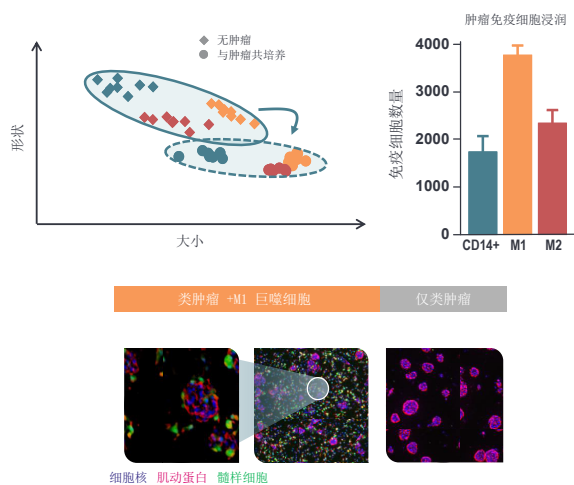 无肿瘤
与肿瘤共培养
形状
大小
肿瘤免疫细胞浸润
免疫细胞数量
4000
3000
2000
1000
0
CD14+ M1 M2
类肿瘤 +M1 巨噬细胞
仅类肿瘤
细胞核 肌动蛋白 髓样细胞